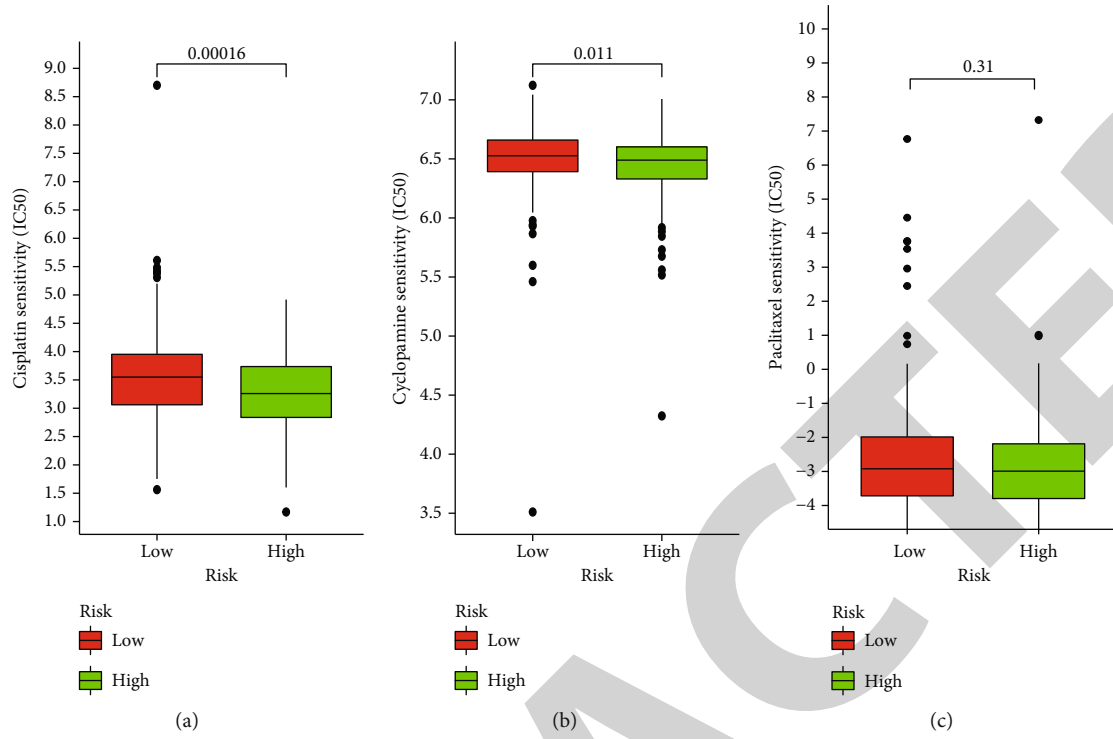 0.00016
9.0
8.5
8.0
7.5
7.0
6.5
6.0
5.5
5.0
4.5
4.0
3.5
3.0
2.5
2.0
1.5
1.0
Cisplatin sensitivity (IC50)
Low
High
Risk
Risk
Low
High
(a)
0.011
7.0
6.5
6.0
5.5
5.0
4.5
4.0
3.5
Cyclopamine sensitivity (IC50)
Low
High
Risk
Risk
Low
High
(b)
0.31
10
9
8
7
6
5
4
3
2
1
0
−1
−2
−3
−4
Paclitaxel sensitivity (IC50)
Low
High
Risk
Risk
Low
High
(c)